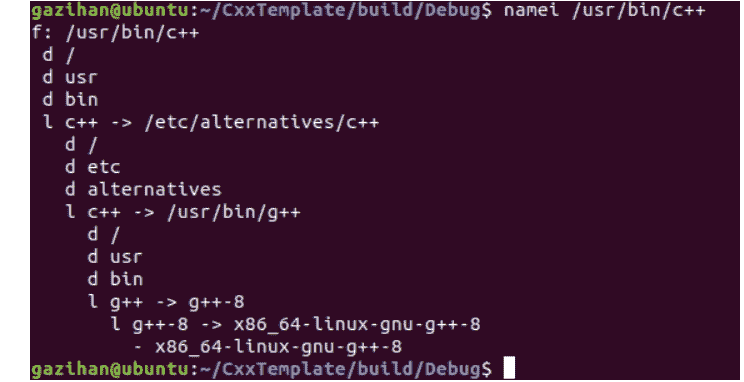 gazihan@ubuntu:~/CxxTemplate/build/Debug$ namei /usr/bin/c++
f: /usr/bin/c++
 d /
 d usr
 d bin
 l c++ -> /etc/alternatives/c++
   d /
   d etc
   d alternatives
   l c++ -> /usr/bin/g++
     d /
     d usr
     d bin
     l g++ -> g++-8
       l g++-8 -> x86_64-linux-gnu-g++-8
         - x86_64-linux-gnu-g++-8
gazihan@ubuntu:~/CxxTemplate/build/Debug$